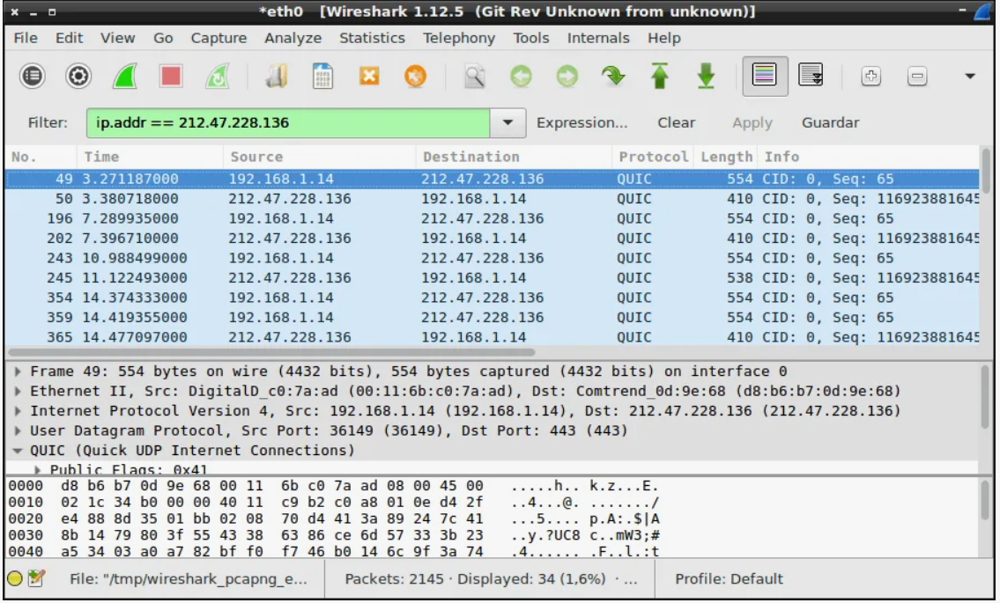 *eth0 [Wireshark 1.12.5 (Git Rev Unknown from unknown)]
File Edit View Go Capture Analyze Statistics Telephony Tools Internals Help
Filter: ip.addr == 212.47.228.136 Expression... Clear Apply Guardar
No. Time Source Destination Protocol Length Info
49 3.271187000 192.168.1.14 212.47.228.136 QUIC 554 CID: 0, Seq: 65
50 3.380718000 212.47.228.136 192.168.1.14 QUIC 410 CID: 0, Seq: 116923881645
196 7.289935000 192.168.1.14 212.47.228.136 QUIC 554 CID: 0, Seq: 65
202 7.396710000 212.47.228.136 192.168.1.14 QUIC 410 CID: 0, Seq: 116923881645
243 10.988499000 192.168.1.14 212.47.228.136 QUIC 554 CID: 0, Seq: 65
245 11.122493000 212.47.228.136 192.168.1.14 QUIC 538 CID: 0, Seq: 116923881645
354 14.374333000 192.168.1.14 212.47.228.136 QUIC 554 CID: 0, Seq: 65
359 14.419355000 192.168.1.14 212.47.228.136 QUIC 554 CID: 0, Seq: 65
365 14.477097000 212.47.228.136 192.168.1.14 QUIC 410 CID: 0, Seq: 116923881645
Frame 49: 554 bytes on wire (4432 bits), 554 bytes captured (4432 bits) on interface 0
Ethernet II, Src: DigitalD_c0:7a:ad (00:11:6b:c0:7a:ad), Dst: Comtrend_0d:9e:68 (d8:b6:b7:0d:9e:68)
Internet Protocol Version 4, Src: 192.168.1.14 (192.168.1.14), Dst: 212.47.228.136 (212.47.228.136)
User Datagram Protocol, Src Port: 36149 (36149), Dst Port: 443 (443)
QUIC (Quick UDP Internet Connections)
Public Flags: 0x41
0000 d8 b6 b7 0d 9e 68 00 11 6b c0 7a ad 08 00 45 00 .....h.. k.z...E.
0010 02 1c 34 b0 00 00 40 11 c9 b2 c0 a8 01 0e d4 2f ..4...@. ......./
0020 e4 88 8d 35 01 bb 02 08 70 d4 41 3a 89 24 7c 41 ...5.... p.A:.$|A
0030 8b 14 79 80 3f 55 43 38 63 86 ce 6d 57 33 3b 23 ..y.?UC8 c..mW3;#
0040 a5 34 03 a0 a7 82 bf f0 f7 46 b0 14 6c 9f 3a 74 .4...... .F..l.:t
File: "/tmp/wireshark_pcapng_e... Packets: 2145 · Displayed: 34 (1,6%) · ... Profile: Default